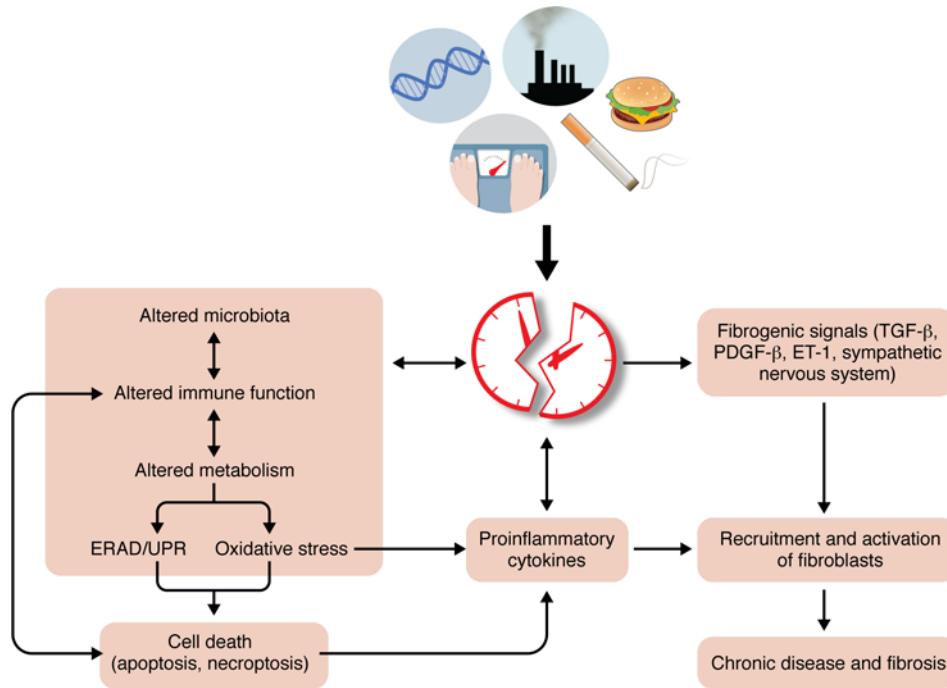 Altered microbiota
Altered immune function
Altered metabolism
ERAD/UPR
Oxidative stress
Cell death
(apoptosis, necroptosis)
Proinflammatory
cytokines
Fibrogenic signals (TGF-β,
PDGF-β, ET-1, sympathetic
nervous system)
Recruitment and activation
of fibroblasts
Chronic disease and fibrosis